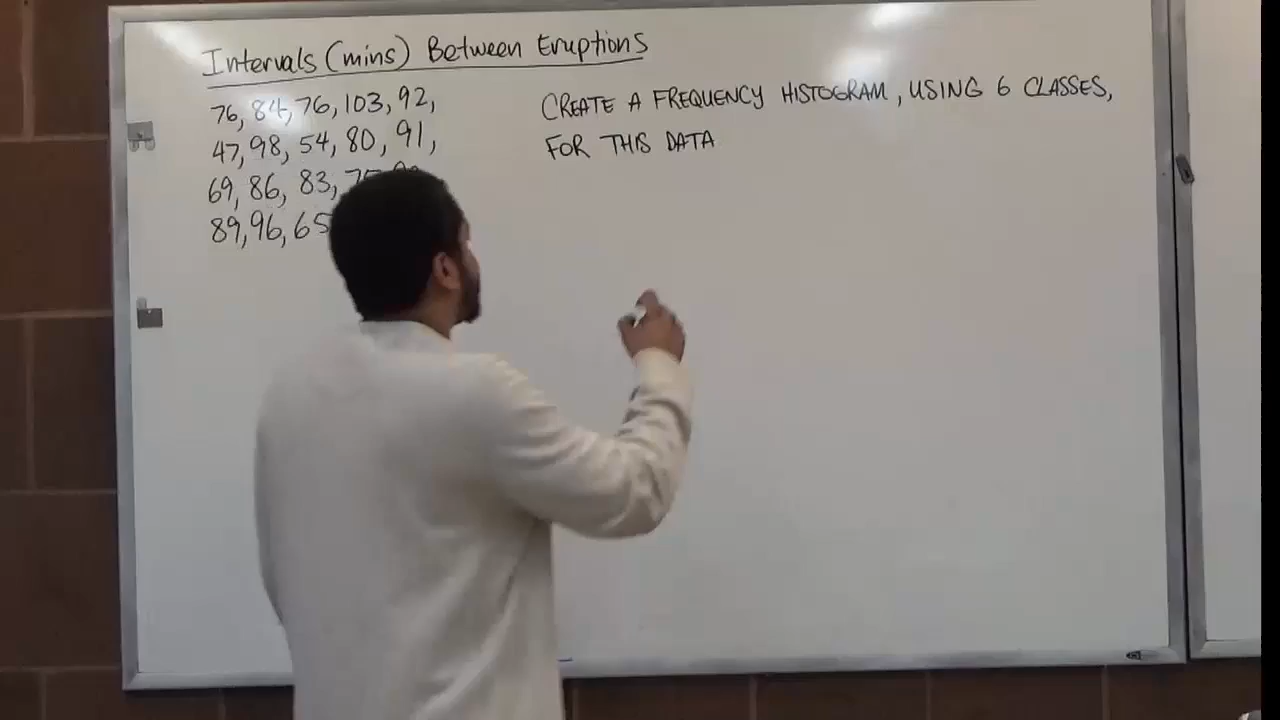 Intervals (mins) Between Eruptions
76, 84, 76, 103, 92,
47, 98, 54, 80, 91,
69, 86, 83,
89, 96, 65
CREATE A FREQUENCY HISTOGRAM, USING 6 CLASSES,
FOR THIS DATA